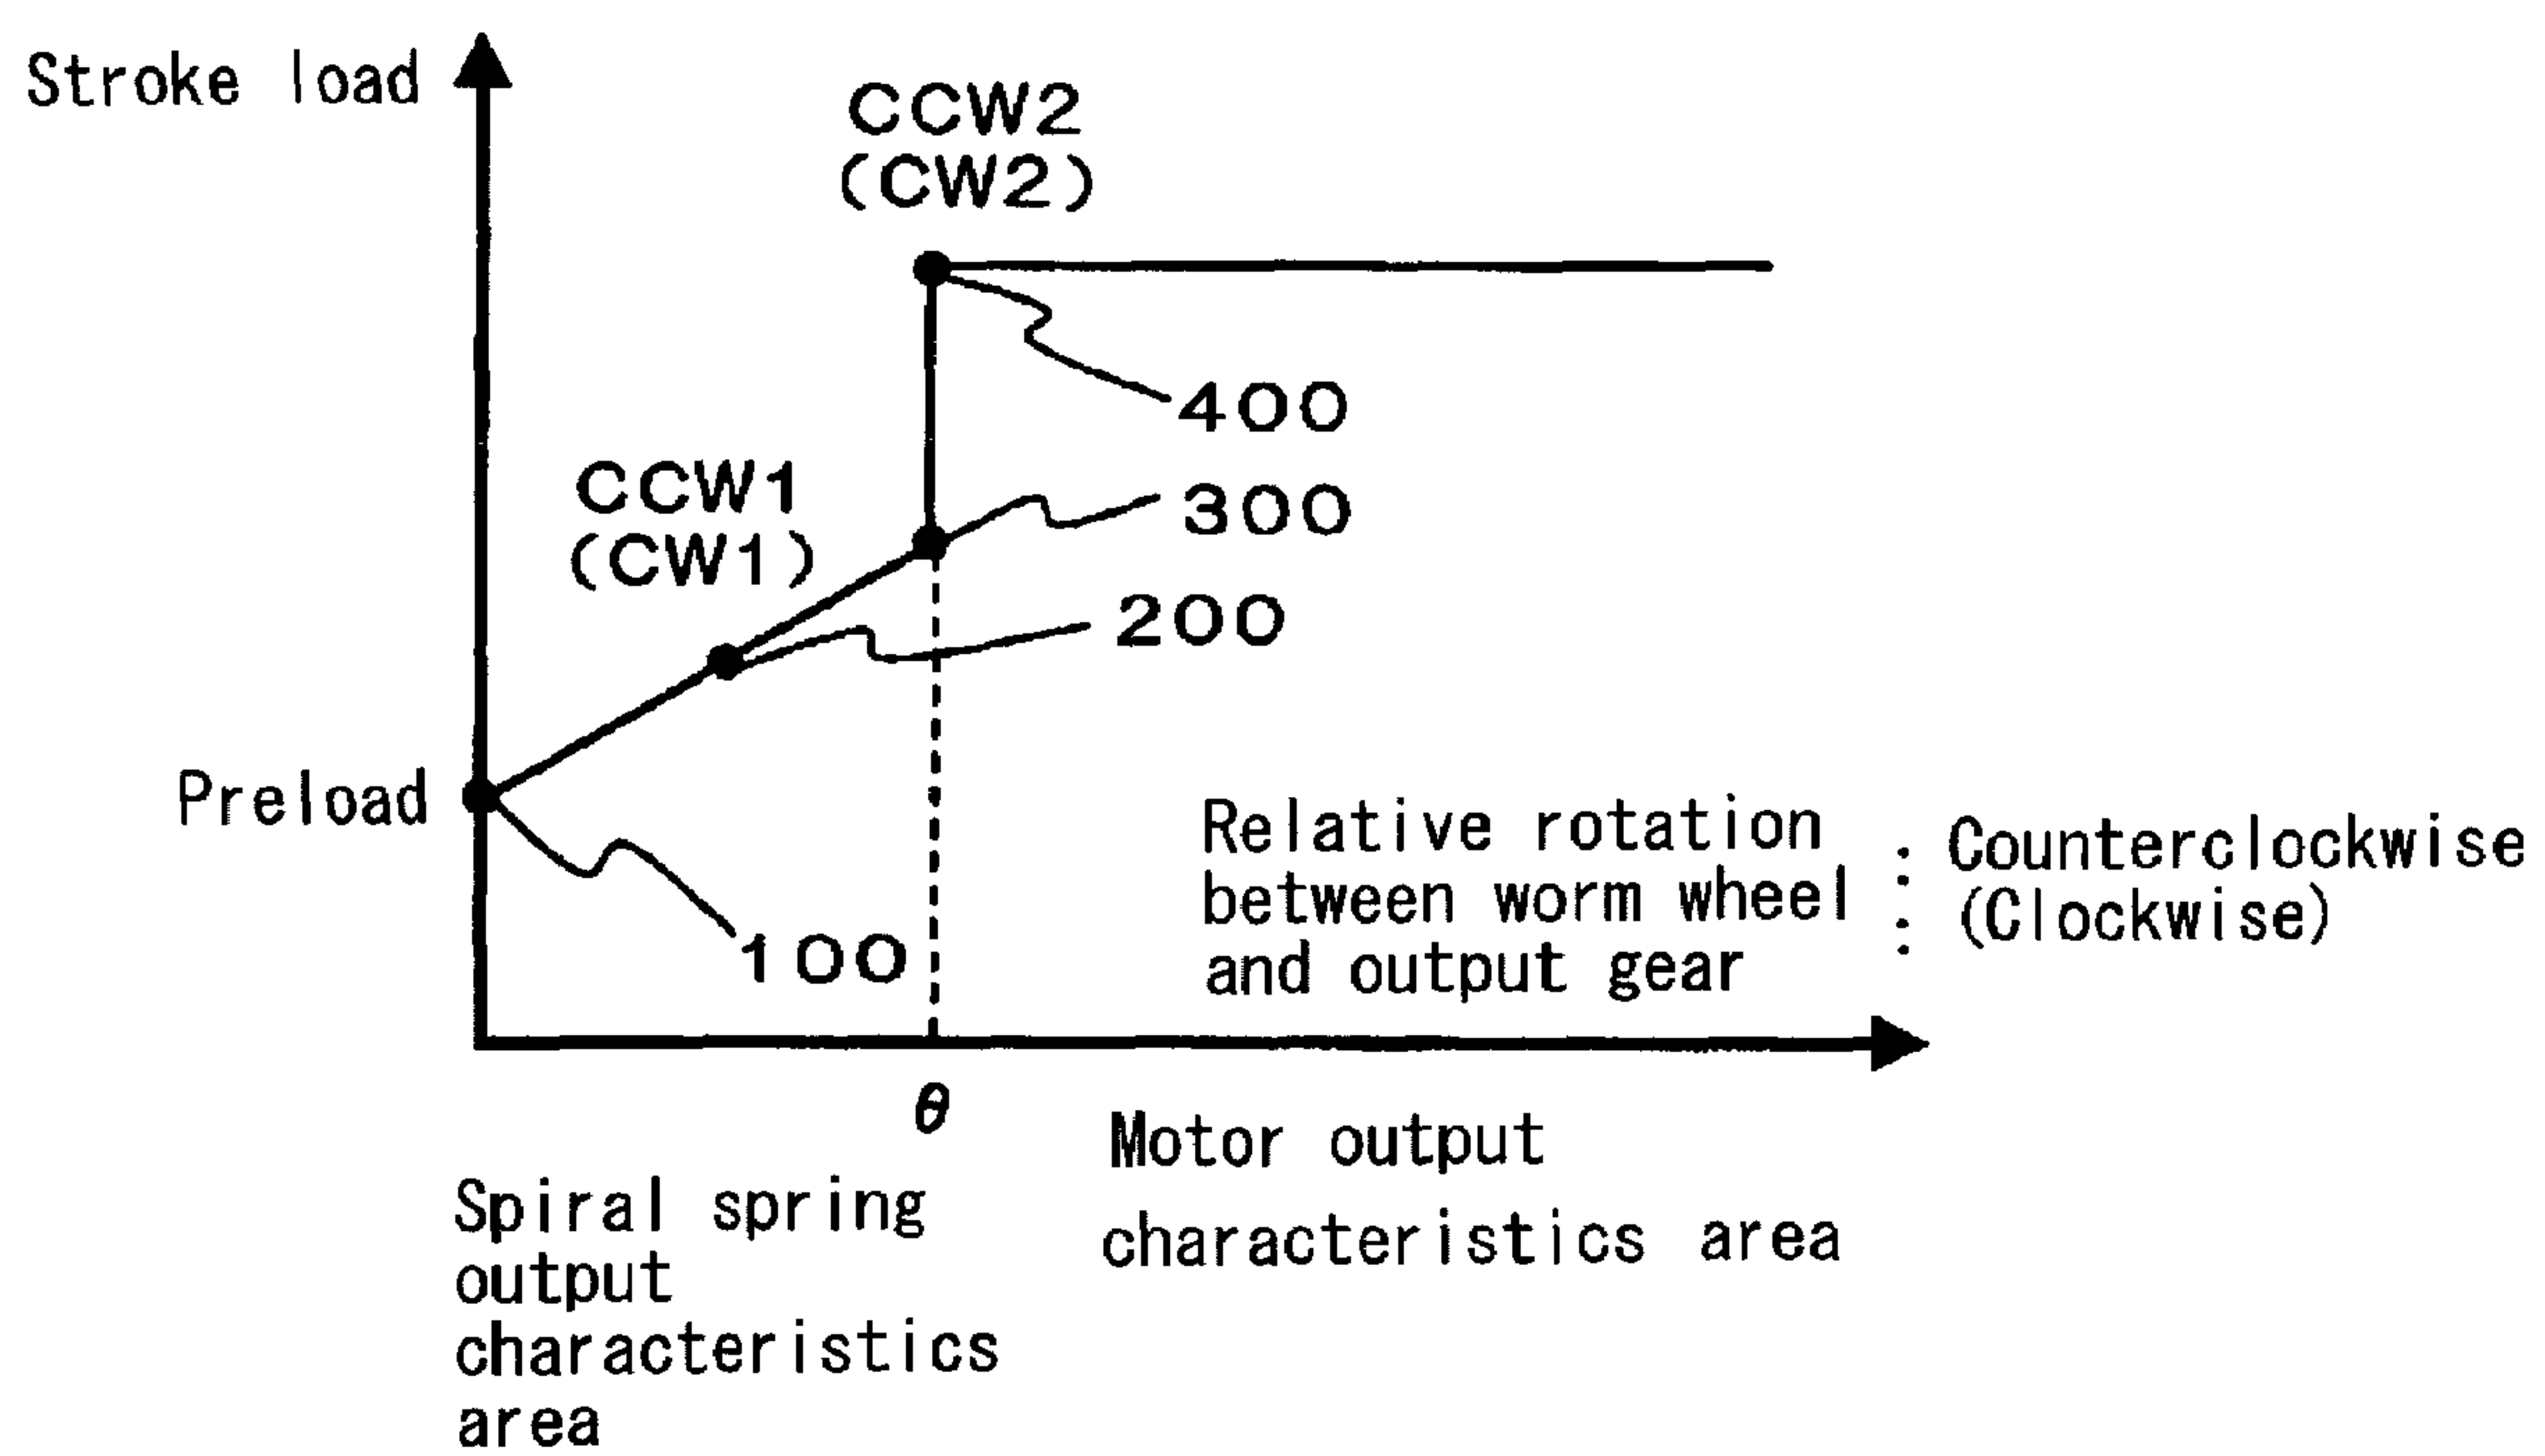 Stroke load
CCW2
(CW2)
400
CCW1
(CW1)
300
200
Preload
100
Relative rotation
between worm wheel
and output gear
: Counterclockwise
: (Clockwise)
θ
Motor output
characteristics area
Spiral spring
output
characteristics
area